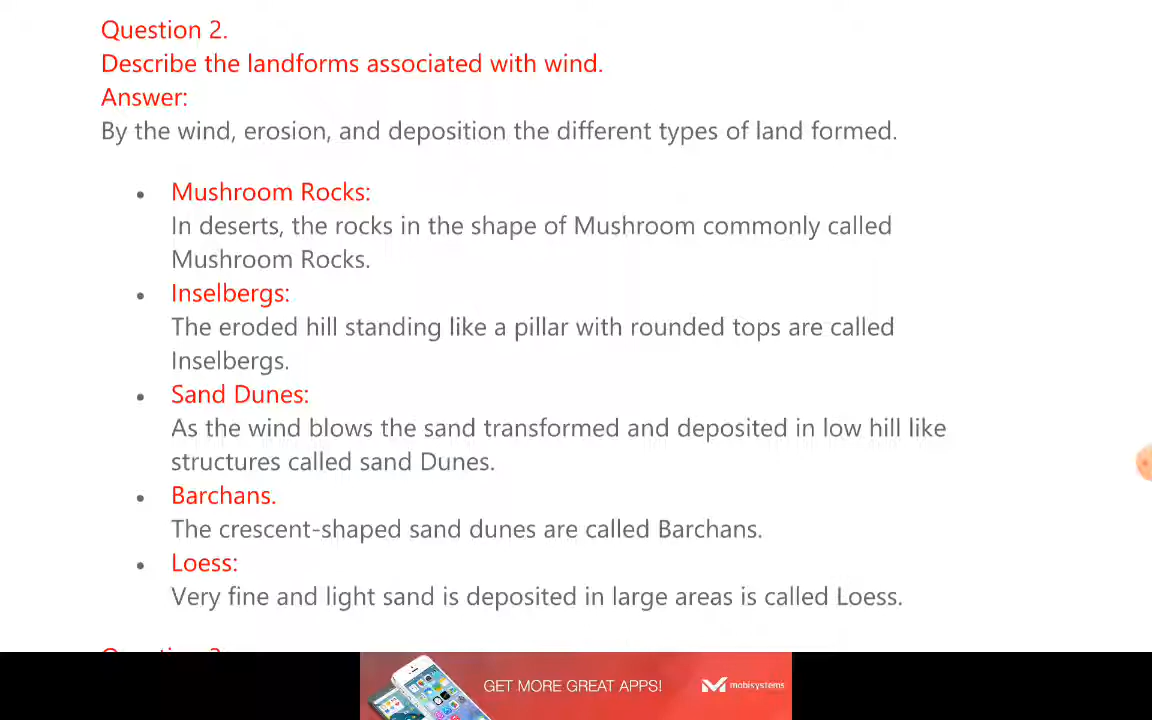 Question 2.
Describe the landforms associated with wind.
Answer:
By the wind, erosion, and deposition the different types of land formed.
• Mushroom Rocks:
In deserts, the rocks in the shape of Mushroom commonly called
Mushroom Rocks.
• Inselbergs:
The eroded hill standing like a pillar with rounded tops are called
Inselbergs.
• Sand Dunes:
As the wind blows the sand transformed and deposited in low hill like
structures called sand Dunes.
• Barchans.
The crescent-shaped sand dunes are called Barchans.
• Loess:
Very fine and light sand is deposited in large areas is called Loess.
GET MORE GREAT APPS!
mobisystems